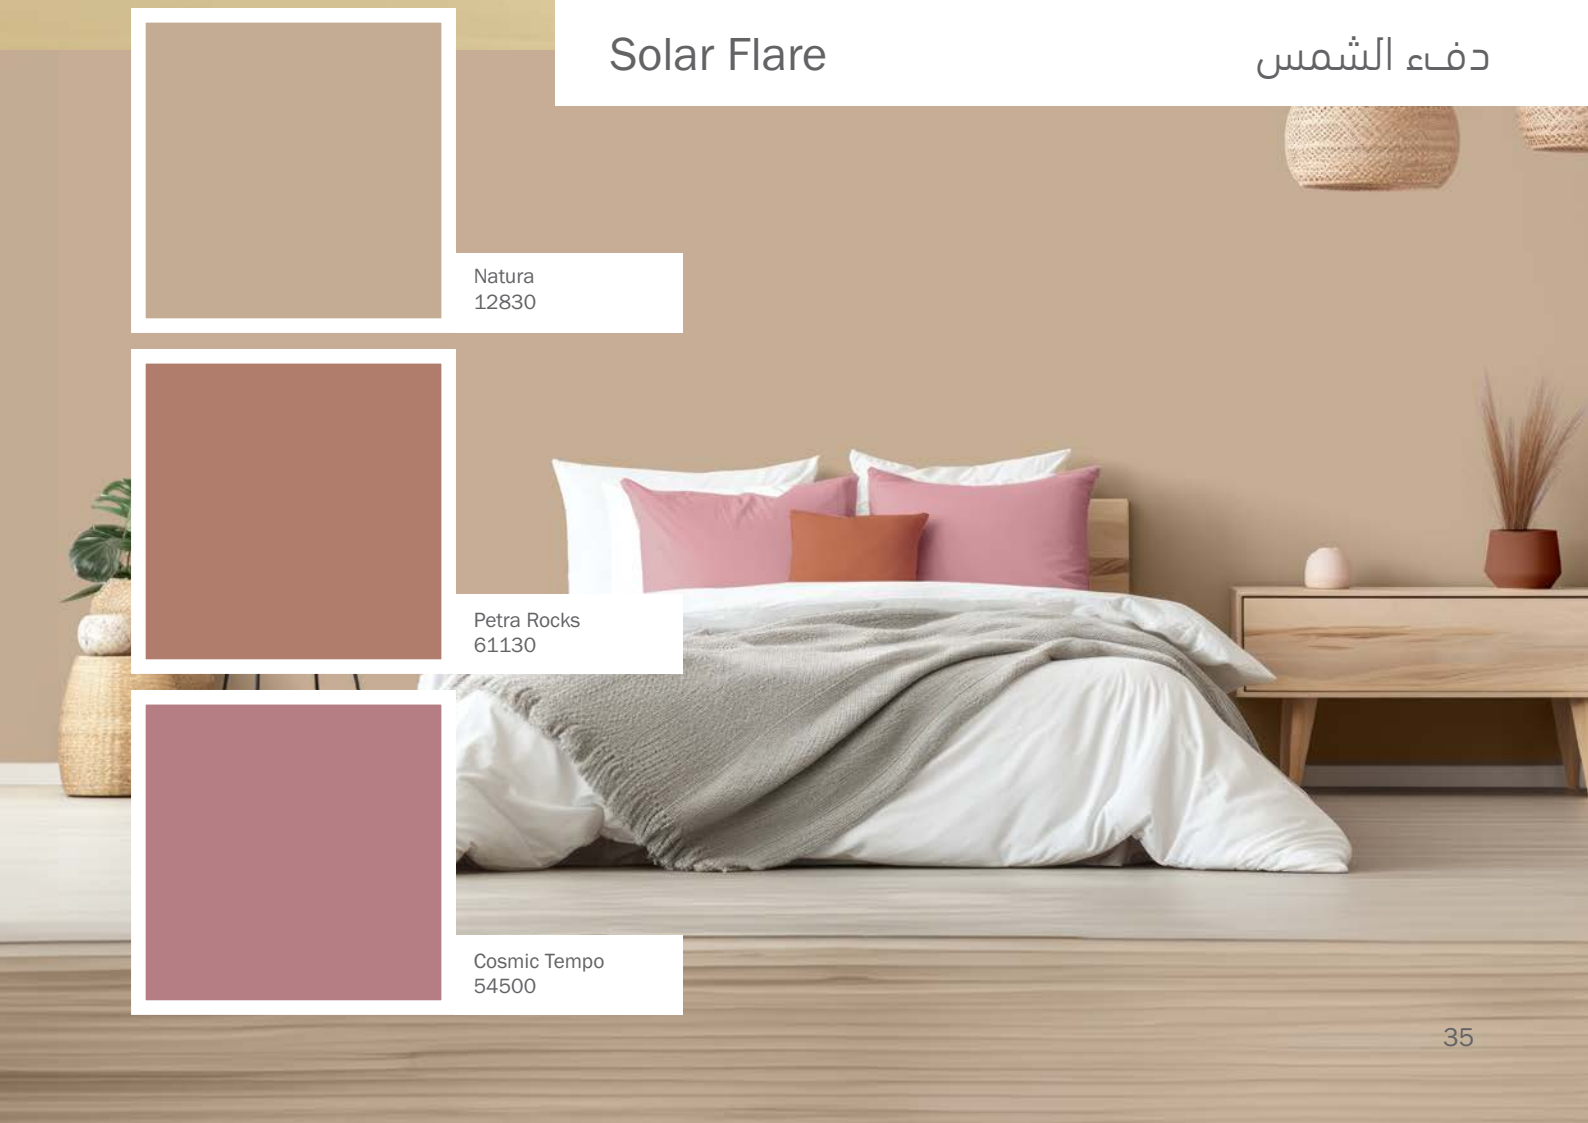 Solar Flare
دفء الشمس
Natura
12830
Petra Rocks
61130
Cosmic Tempo
54500
35